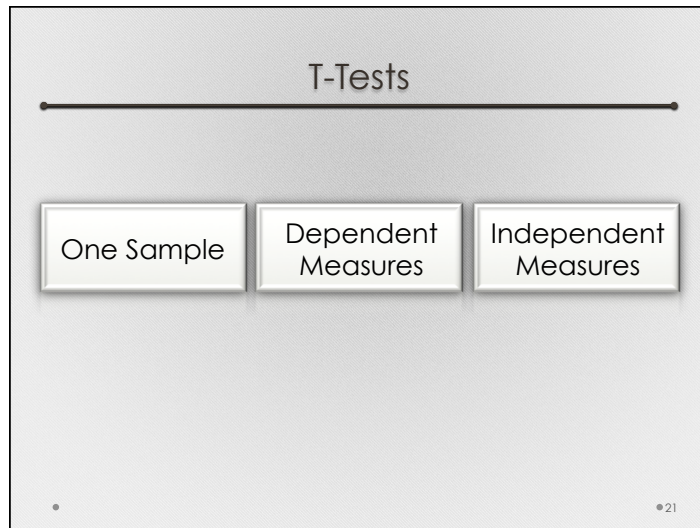 T-Tests
One Sample
Dependent
Measures
Independent
Measures
21